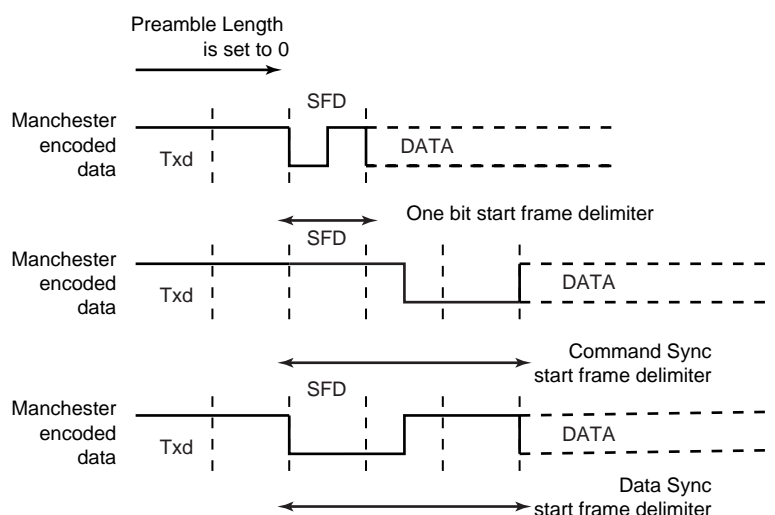 Preamble Length
is set to 0
SFD
Manchester
encoded
data
Txd
DATA
One bit start frame delimiter
SFD
Manchester
encoded
data
Txd
DATA
Command Sync
start frame delimiter
SFD
Manchester
encoded
data
Txd
DATA
Data Sync
start frame delimiter